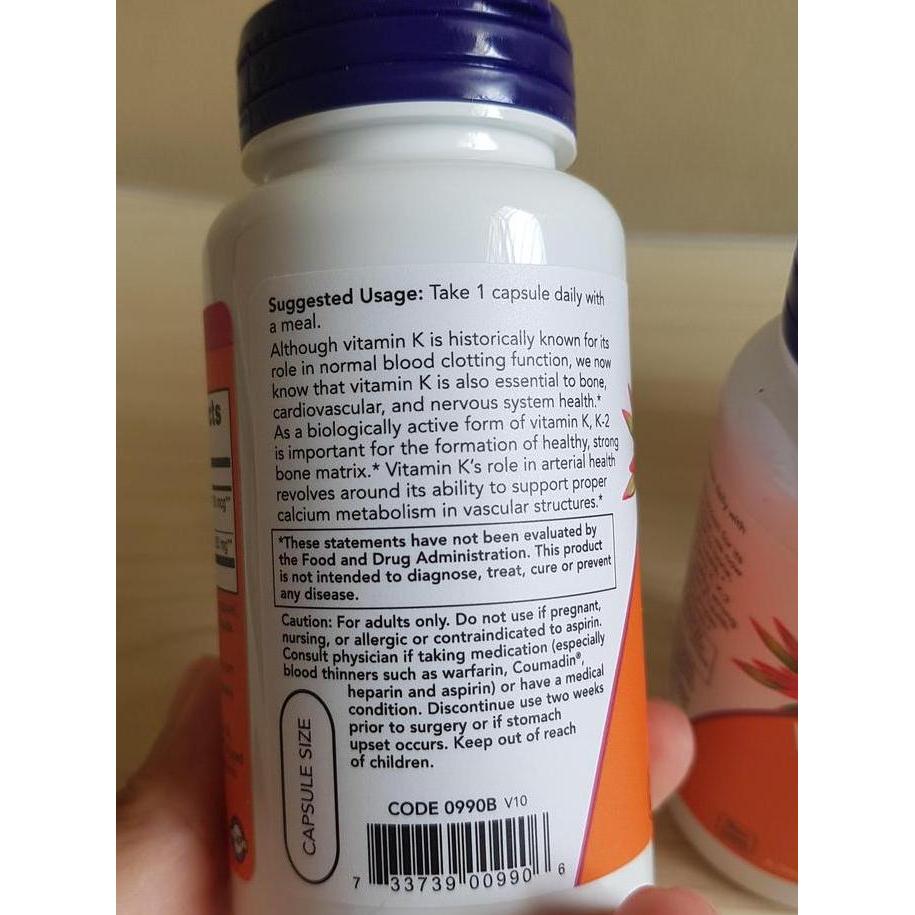 Suggested Usage: Take 1 capsule daily with
a meal.
Although vitamin K is historically known for its
role in normal blood clotting function, we now
know that vitamin K is also essential to bone,
cardiovascular, and nervous system health.*
As a biologically active form of vitamin K, K-2
is important for the formation of healthy, strong
bone matrix.* Vitamin K's role in arterial health
revolves around its ability to support proper
calcium metabolism in vascular structures.*
*These statements have not been evaluated by
the Food and Drug Administration. This product
is not intended to diagnose, treat, cure or prevent
any disease.
Caution: For adults only. Do not use if pregnant,
nursing, or allergic or contraindicated to aspirin.
Consult physician if taking medication (especially
blood thinners such as warfarin, Coumadin®,
heparin and aspirin) or have a medical
condition. Discontinue use two weeks
prior to surgery or if stomach
upset occurs. Keep out of reach
of children.
CAPSULE SIZE
CODE 0990B V10
7 33739 00990 6